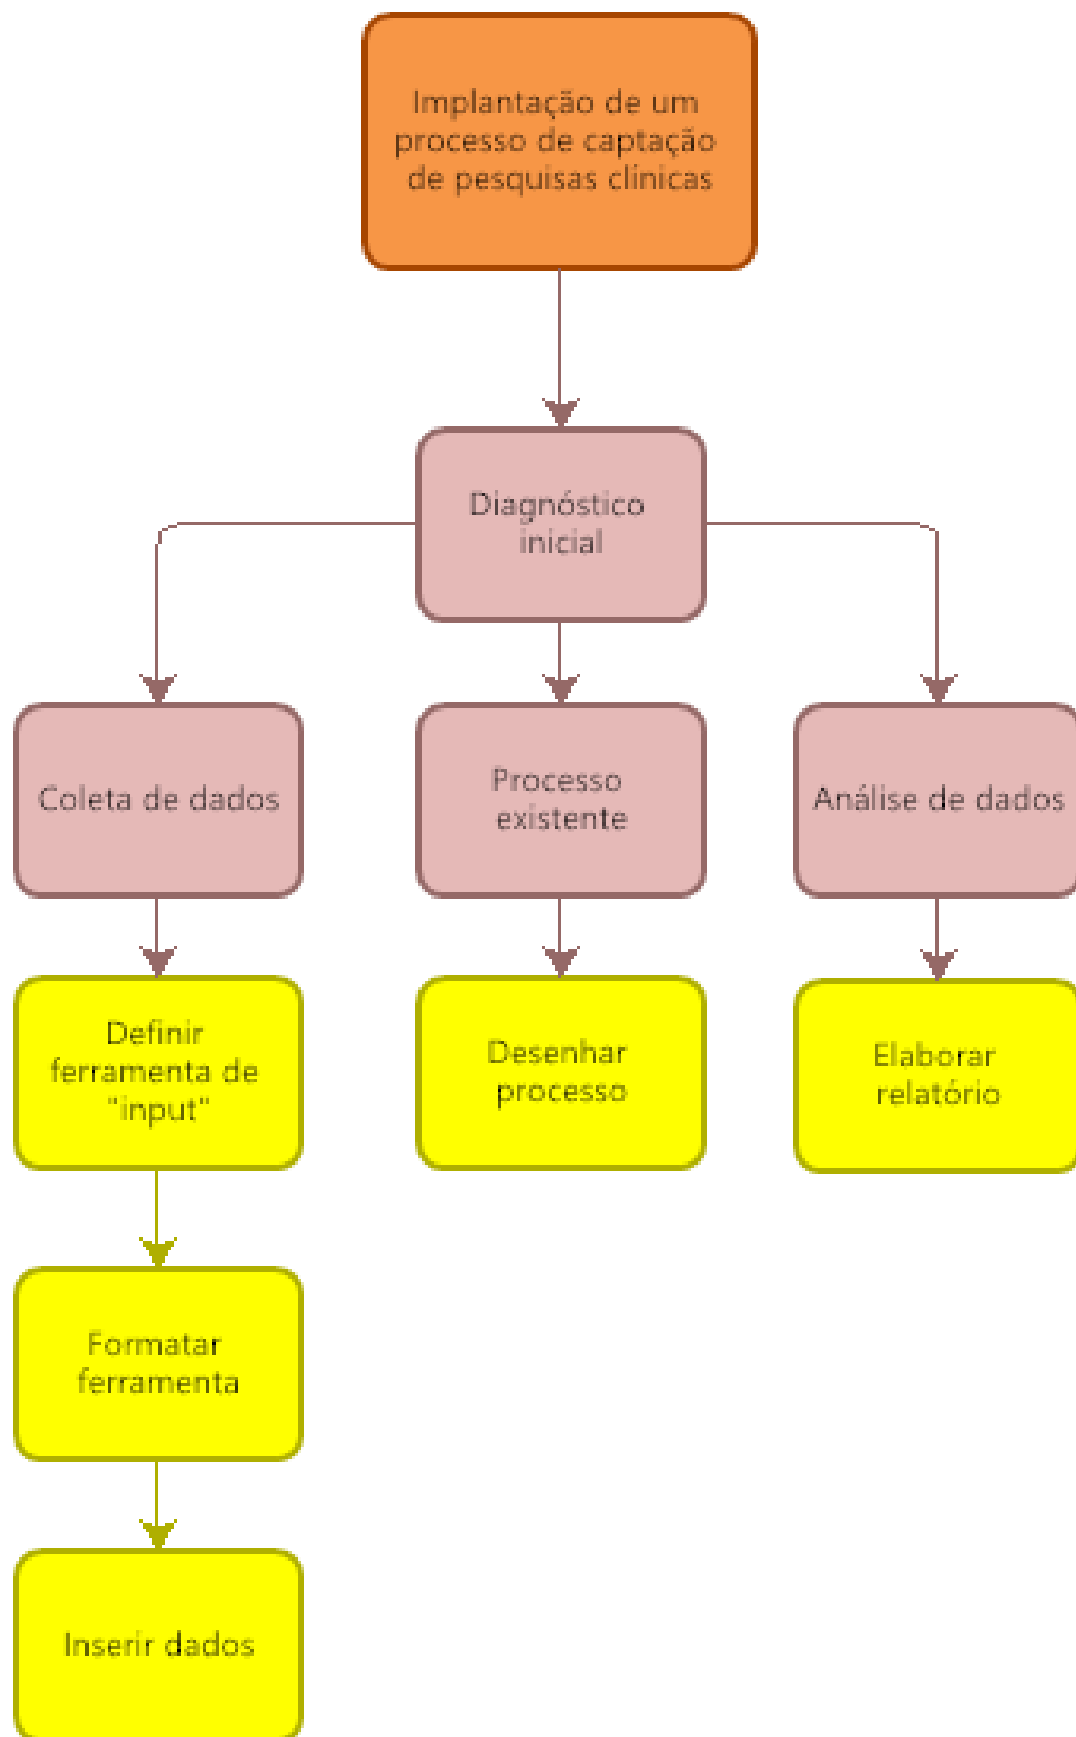 Implantação de um
processo de captação
de pesquisas clínicas
Diagnóstico
inicial
Coleta de dados
Processo
existente
Análise de dados
Definir
ferramenta de
"input"
Desenhar
processo
Elaborar
relatório
Formatar
ferramenta
Inserir dados